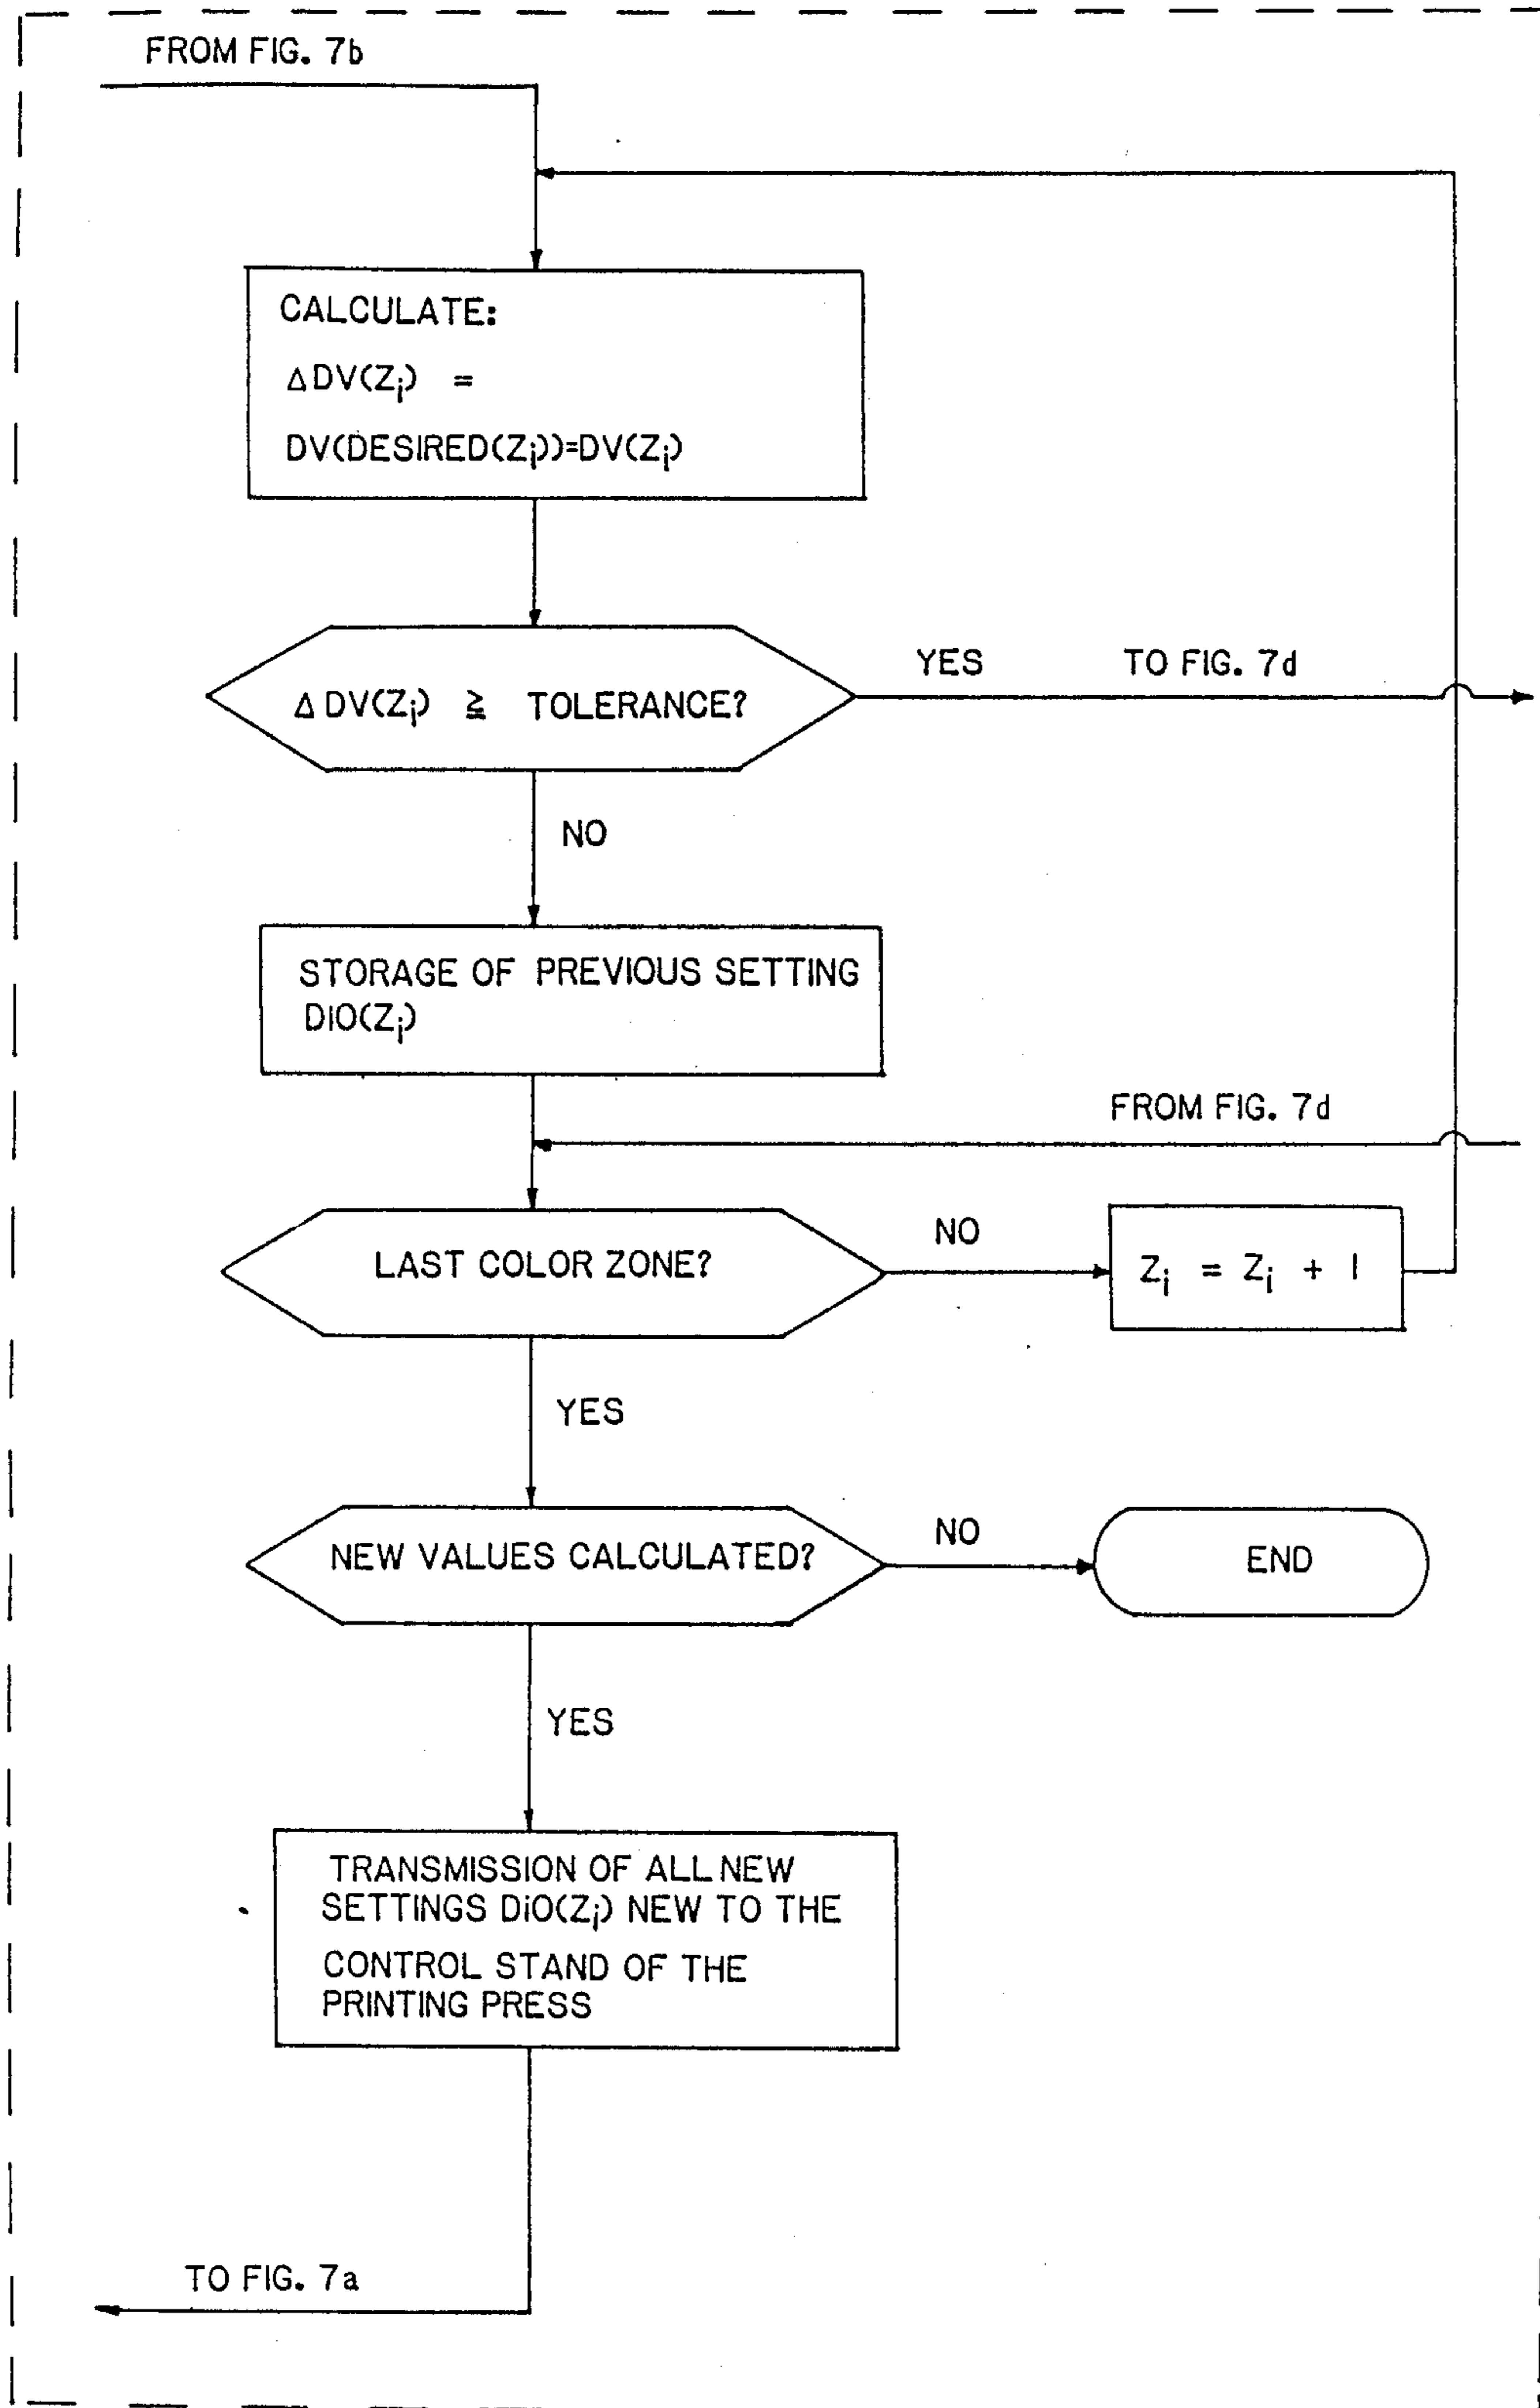 FROM FIG. 7b
CALCULATE:
ΔDV(Zi) =
DV(DESIRED(Zi))=DV(Zi)
ΔDV(Zi) ≧ TOLERANCE?
YES
TO FIG. 7d
NO
STORAGE OF PREVIOUS SETTING
DIO(Zi)
FROM FIG. 7d
LAST COLOR ZONE?
NO
Zi = Zi + 1
YES
NEW VALUES CALCULATED?
NO
END
YES
TRANSMISSION OF ALL NEW
SETTINGS DiO(Zi) NEW TO THE
CONTROL STAND OF THE
PRINTING PRESS
TO FIG. 7a